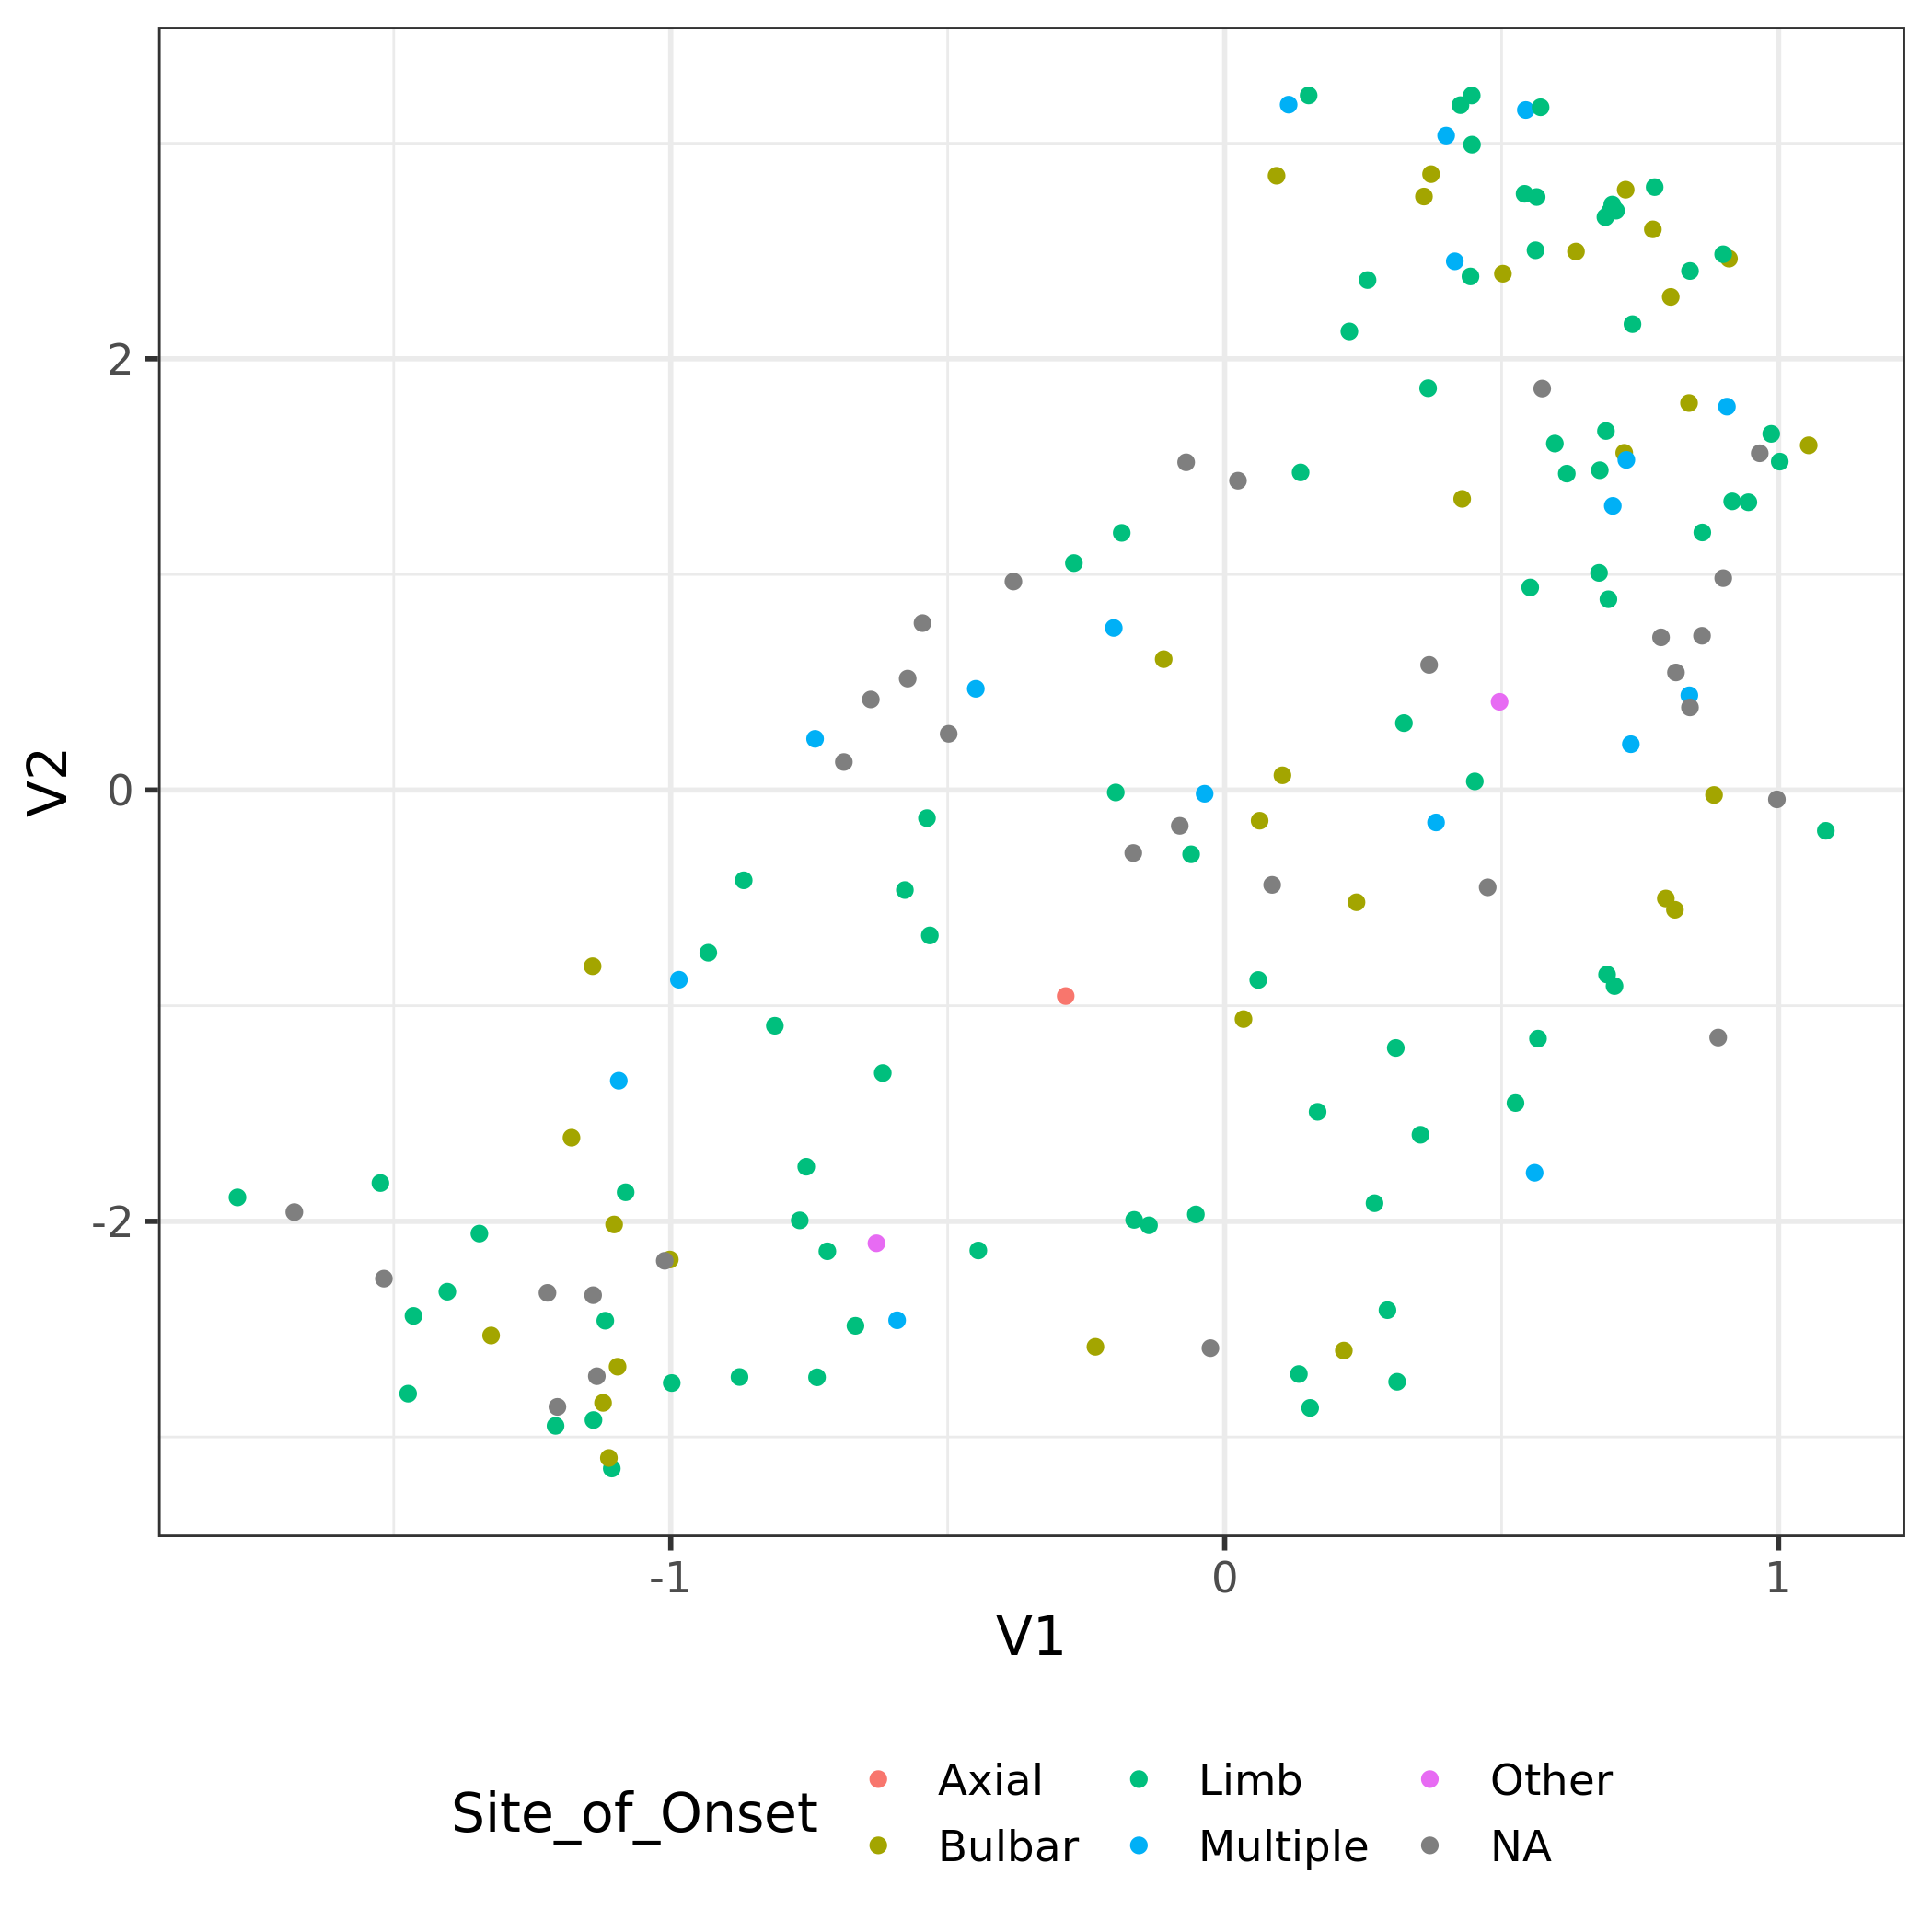 V2
2
0
-2
-1 0 1
V1
Site_of_Onset
Axial Limb Other
Bulbar Multiple NA